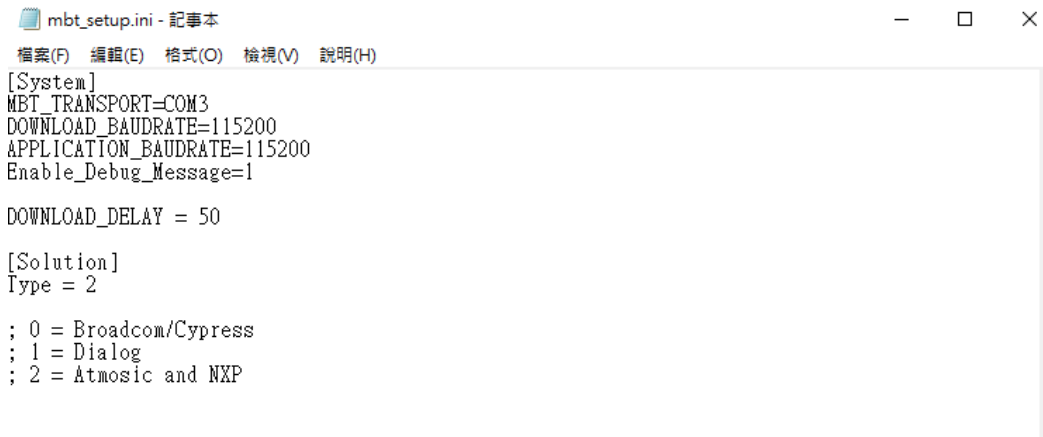 mbt_setup.ini - 記事本
檔案(F) 編輯(E) 格式(O) 檢視(V) 說明(H)
[System]
MBT_TRANSPORT=COM3
DOWNLOAD_BAUDRATE=115200
APPLICATION_BAUDRATE=115200
Enable_Debug_Message=1
DOWNLOAD_DELAY = 50
[Solution]
Type = 2
; 0 = Broadcom/Cypress
; 1 = Dialog
; 2 = Atmosic and NXP